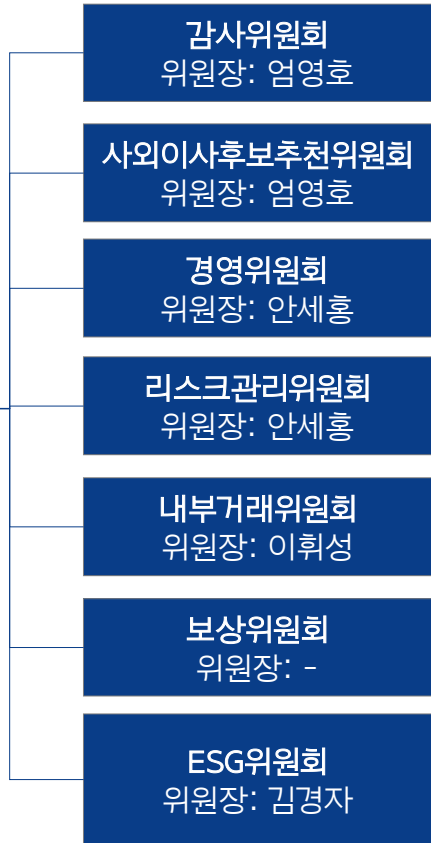 감사위원회
위원장: 엄영호
사외이사후보추천위원회
위원장: 엄영호
경영위원회
위원장: 안세홍
리스크관리위원회
위원장: 안세홍
내부거래위원회
위원장: 이휘성
보상위원회
위원장: -
ESG위원회
위원장: 김경자